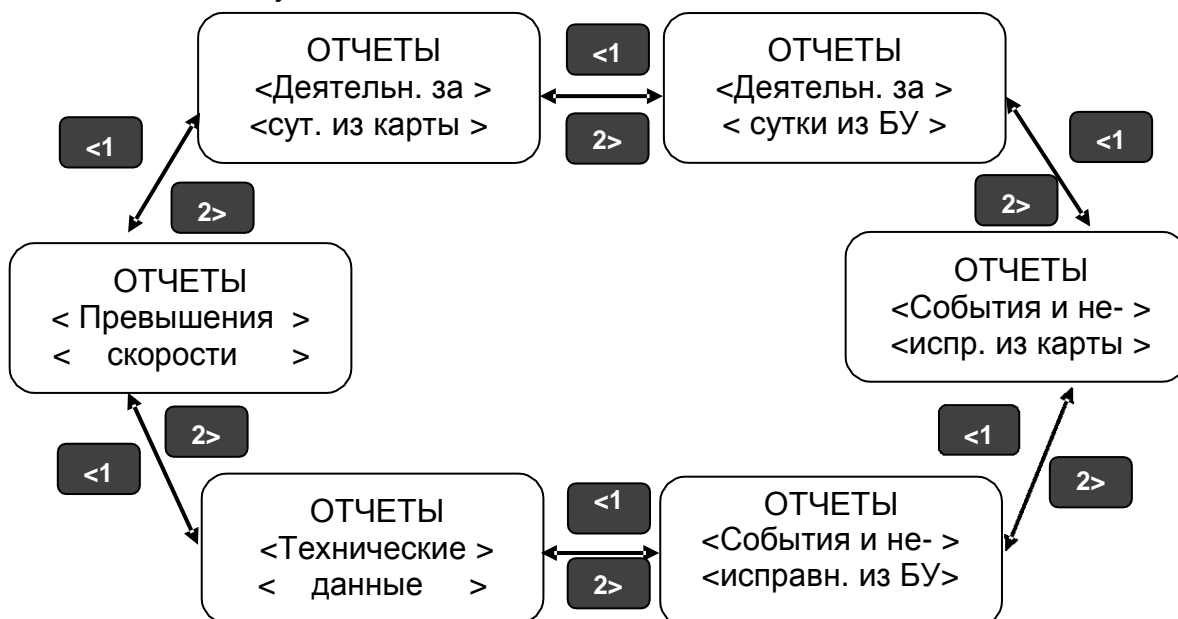 ОТЧЕТЫ
<Деятельн. за >
<сут. из карты >
<1
2>
ОТЧЕТЫ
<Деятельн. за >
< сутки из БУ >
<1
2>
<1
2>
ОТЧЕТЫ
< Превышения >
< скорости >
ОТЧЕТЫ
<События и не- >
<испр. из карты >
2>
<1
<1
2>
ОТЧЕТЫ
<Технические >
< данные >
<1
2>
ОТЧЕТЫ
<События и не- >
<исправн. из БУ>